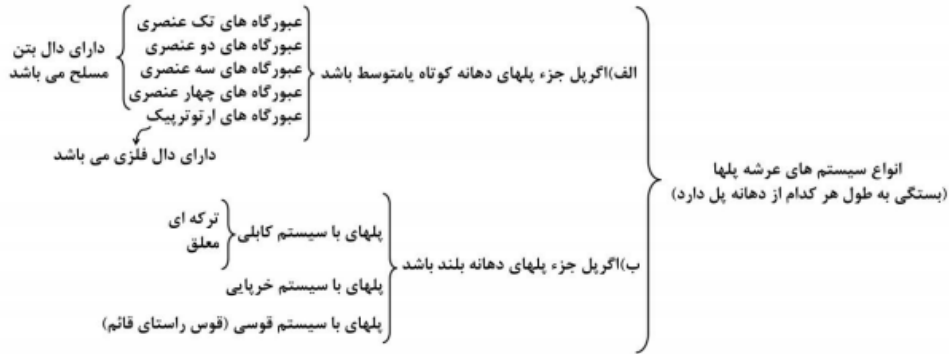 انواع سیستم های عرشه پلها
(بستگی به طول هر کدام از دهانه پل دارد)
الف)اگرپل جزء پلهای دهانه کوتاه یامتوسط باشد
عبورگاه های تک عنصری
عبورگاه های دو عنصری
عبورگاه های سه عنصری
عبورگاه های چهار عنصری
عبورگاه های ارتوترپیک
دارای دال بتن
مسلح می باشد
دارای دال فلزی می باشد
ب)اگرپل جزء پلهای دهانه بلند باشد
پلهای با سیستم کابلی
ترکه ای
معلق
پلهای با سیستم خرپایی
پلهای با سیستم قوسی (قوس راستای قائم)